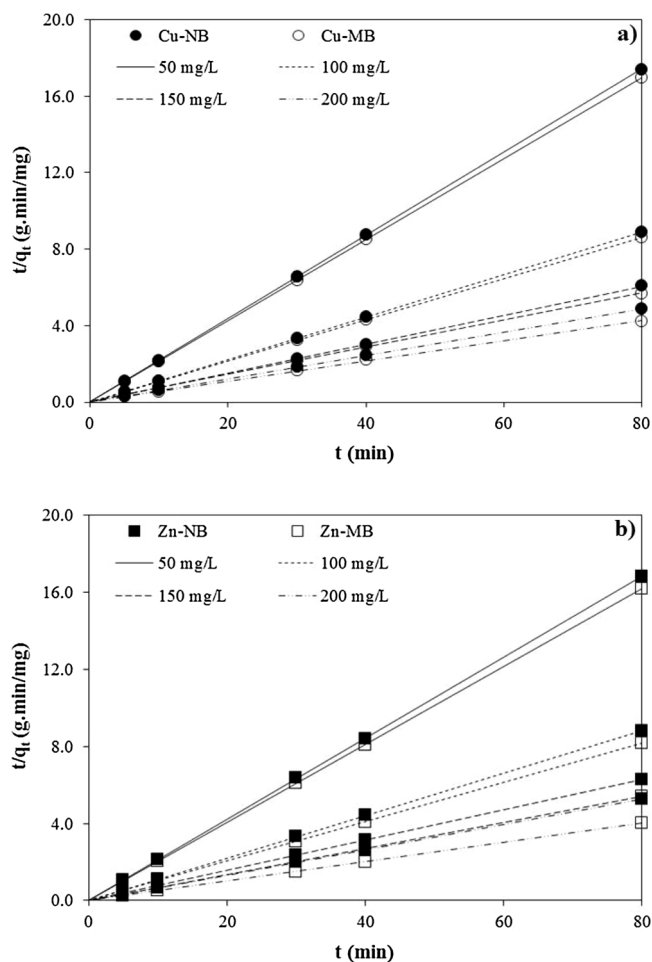 20.0
a)
Cu-NB Cu-MB
50 mg/L 100 mg/L
16.0
150 mg/L 200 mg/L
12.0
8.0
4.0
0.0
t/qt (g.min/mg)
0 20 40 60 80
t (min)
20.0
b)
Zn-NB Zn-MB
50 mg/L 100 mg/L
16.0
150 mg/L 200 mg/L
12.0
8.0
4.0
0.0
t/qt (g.min/mg)
0 20 40 60 80
t (min)